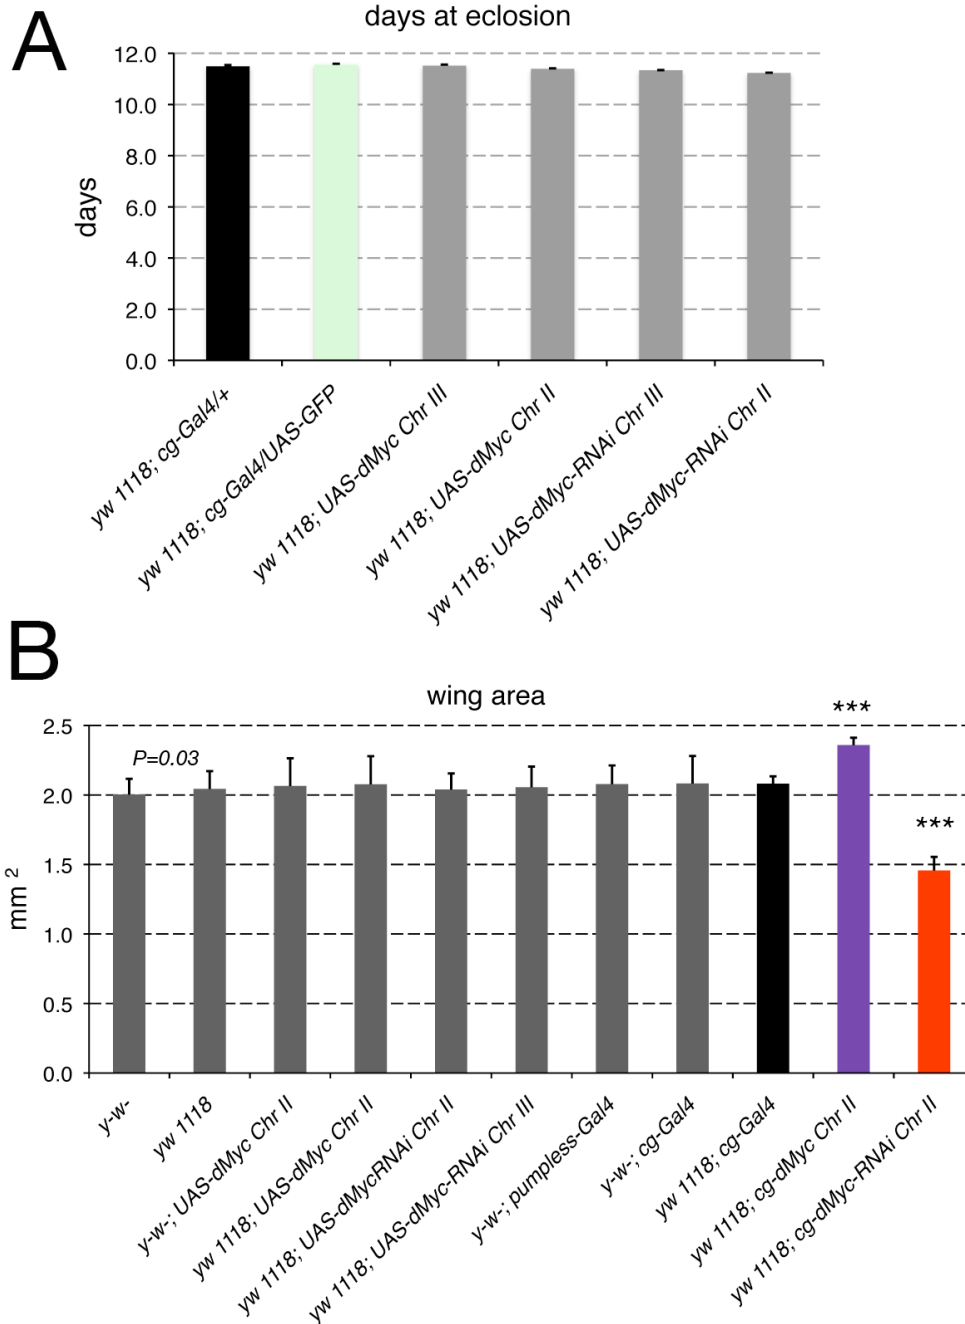 A
days at eclosion
12.0
10.0
8.0
6.0
4.0
2.0
0.0
days
yw 1118; cg-Gal4/+
yw 1118; cg-Gal4/UAS-GFP
yw 1118; UAS-dMyc Chr III
yw 1118; UAS-dMyc Chr II
yw 1118; UAS-dMyc-RNAi Chr III
yw 1118; UAS-dMyc-RNAi Chr II
B
wing area
2.5
2.0
1.5
1.0
0.5
0.0
mm 2
P=0.03
***
***
y-w-
yw 1118
y-w-; UAS-dMyc Chr II
yw 1118; UAS-dMyc Chr II
yw 1118; UAS-dMycRNAi Chr II
yw 1118; UAS-dMyc-RNAi Chr III
y-w-; pumpless-Gal4
y-w-; cg-Gal4
yw 1118; cg-Gal4
yw 1118; cg-dMyc Chr II
yw 1118; cg-dMyc-RNAi Chr II